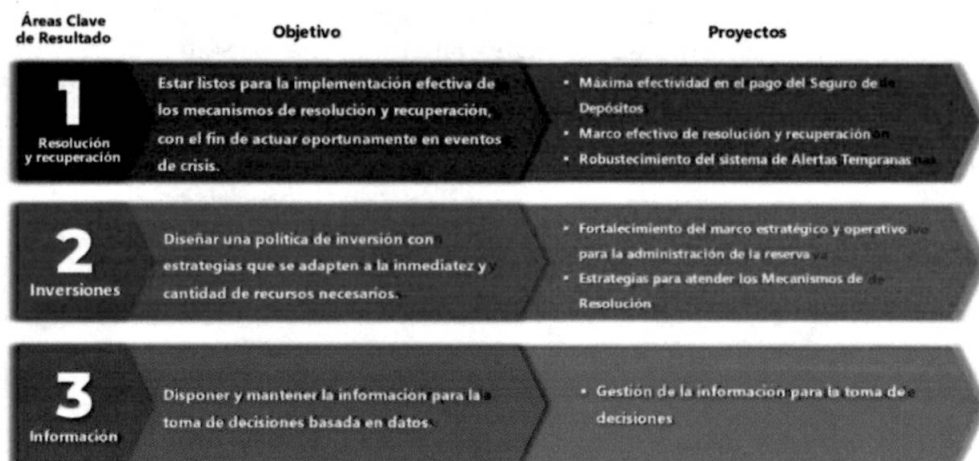 Áreas Clave
de Resultado
Objetivo
Proyectos
1
Resolución
y recuperación
Estar listos para la implementación efectiva de
los mecanismos de resolución y recuperación,
con el fin de actuar oportunamente en eventos
de crisis.
• Máxima efectividad en el pago del Seguro de
Depósitos
• Marco efectivo de resolución y recuperación
• Robustecimiento del sistema de Alertas Tempranas
2
Inversiones
Diseñar una política de inversión con
estrategias que se adapten a la inmediatez y
cantidad de recursos necesarios.
• Fortalecimiento del marco estratégico y operativo
para la administración de la reserva
• Estrategias para atender los Mecanismos de
Resolución
3
Información
Disponer y mantener la información para la
toma de decisiones basada en datos.
• Gestión de la información para la toma de
decisiones